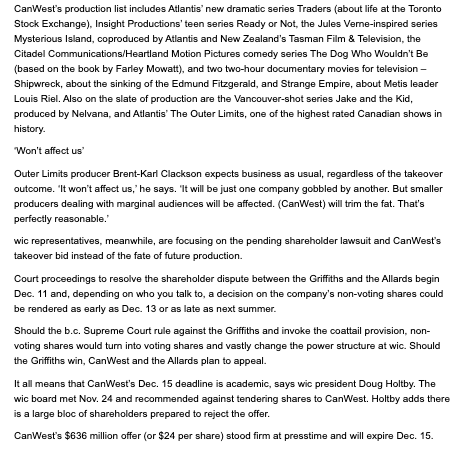 CanWest's production list includes Atlantis' new dramatic series Traders (about life at the Toronto
Stock Exchange), Insight Productions' teen series Ready or Not, the Jules Verne-inspired series
Mysterious Island, coproduced by Atlantis and New Zealand's Tasman Film & Television, the
Citadel Communications/Heartland Motion Pictures comedy series The Dog Who Wouldn't Be
(based on the book by Farley Mowatt), and two two-hour documentary movies for television –
Shipwreck, about the sinking of the Edmund Fitzgerald, and Strange Empire, about Metis leader
Louis Riel. Also on the slate of production are the Vancouver-shot series Jake and the Kid,
produced by Nelvana, and Atlantis' The Outer Limits, one of the highest rated Canadian shows in
history.
'Won't affect us'
Outer Limits producer Brent-Karl Clackson expects business as usual, regardless of the takeover
outcome. 'It won't affect us,' he says. 'It will be just one company gobbled by another. But smaller
producers dealing with marginal audiences will be affected. (CanWest) will trim the fat. That's
perfectly reasonable.'
wic representatives, meanwhile, are focusing on the pending shareholder lawsuit and CanWest's
takeover bid instead of the fate of future production.
Court proceedings to resolve the shareholder dispute between the Griffiths and the Allards begin
Dec. 11 and, depending on who you talk to, a decision on the company's non-voting shares could
be rendered as early as Dec. 13 or as late as next summer.
Should the b.c. Supreme Court rule against the Griffiths and invoke the coattail provision, non-
voting shares would turn into voting shares and vastly change the power structure at wic. Should
the Griffiths win, CanWest and the Allards plan to appeal.
It all means that CanWest's Dec. 15 deadline is academic, says wic president Doug Holtby. The
wic board met Nov. 24 and recommended against tendering shares to CanWest. Holtby adds there
is a large bloc of shareholders prepared to reject the offer.
CanWest's $636 million offer (or $24 per share) stood firm at presstime and will expire Dec. 15.